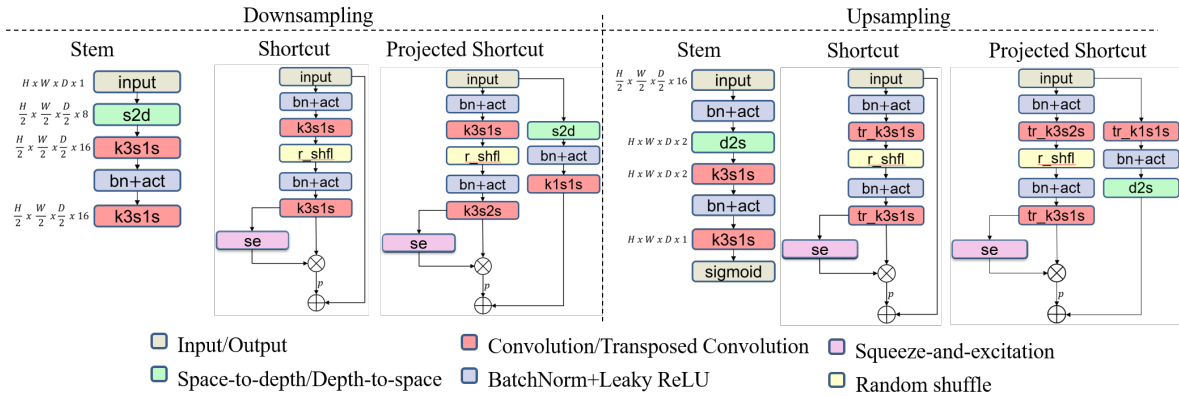 Downsampling
Upsampling
Stem
Shortcut
Projected Shortcut
Stem
Shortcut
Projected Shortcut
H x W x D x 1
input
H/2 x W/2 x D/2 x 8
s2d
H/2 x W/2 x D/2 x 16
k3s1s
bn+act
H/2 x W/2 x D/2 x 16
k3s1s
input
bn+act
k3s1s
r_shfl
bn+act
k3s1s
se
p
input
bn+act
k3s1s
r_shfl
bn+act
k3s2s
se
p
s2d
bn+act
k1s1s
H/2 x W/2 x D/2 x 16
input
bn+act
H x W x D x 2
d2s
H x W x D x 2
k3s1s
bn+act
H x W x D x 1
k3s1s
sigmoid
input
bn+act
tr_k3s1s
r_shfl
bn+act
tr_k3s1s
se
p
input
bn+act
tr_k3s2s
r_shfl
bn+act
tr_k3s1s
se
p
tr_k1s1s
bn+act
d2s
Input/Output
Convolution/Transposed Convolution
Squeeze-and-excitation
Space-to-depth/Depth-to-space
BatchNorm+Leaky ReLU
Random shuffle